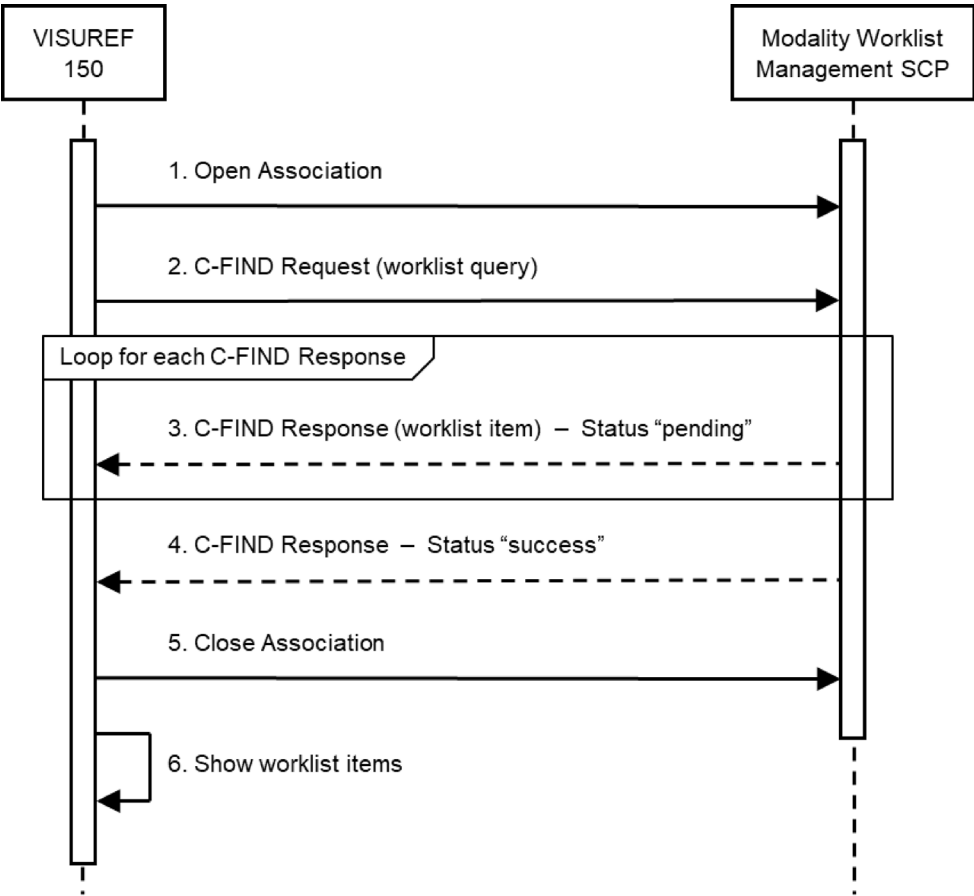 VISUREF
150
Modality Worklist
Management SCP
1. Open Association
2. C-FIND Request (worklist query)
Loop for each C-FIND Response
3. C-FIND Response (worklist item) – Status “pending”
4. C-FIND Response – Status “success”
5. Close Association
6. Show worklist items